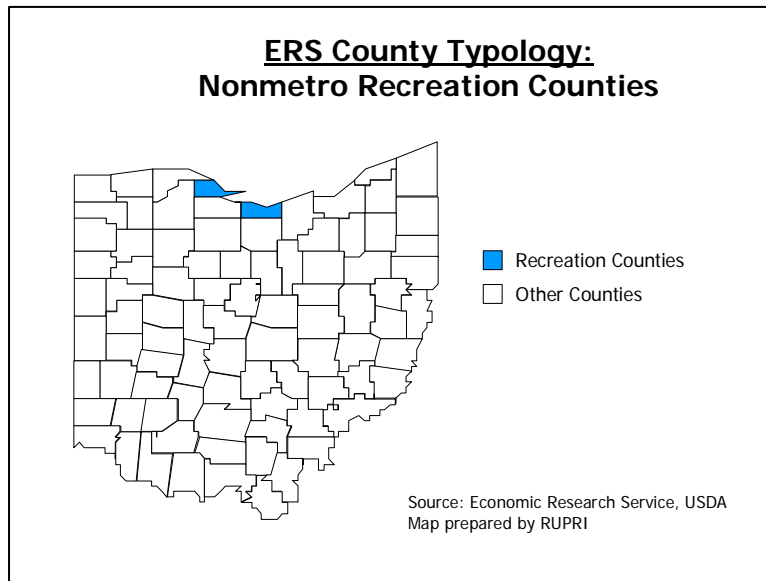 ERS County Typology:
Nonmetro Recreation Counties
Recreation Counties
Other Counties
Source: Economic Research Service, USDA
Map prepared by RUPRI